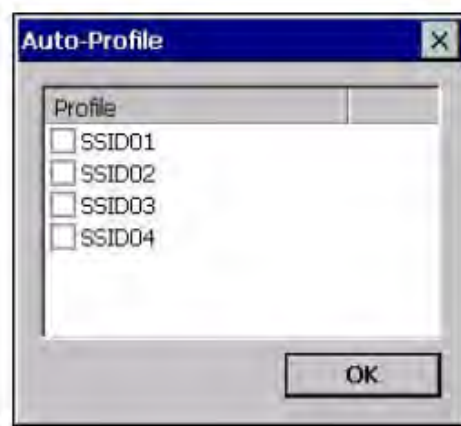 Auto-Profile
Profile
SSID01
SSID02
SSID03
SSID04
OK